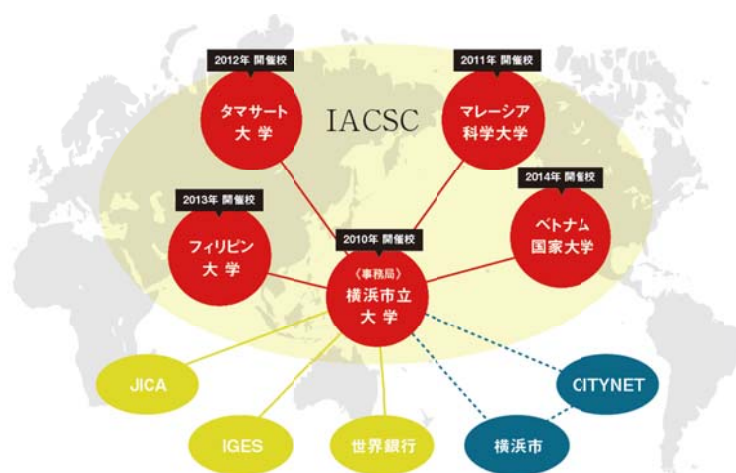 2012年 開催校
タマサート
大学
IACSC
2011年 開催校
マレーシア
科学大学
2013年 開催校
フィリピン
大学
2010年 開催校
《事務局》
横浜市立
大学
2014年 開催校
ベトナム
国家大学
JICA
IGES
世界銀行
横浜市
CITYNET